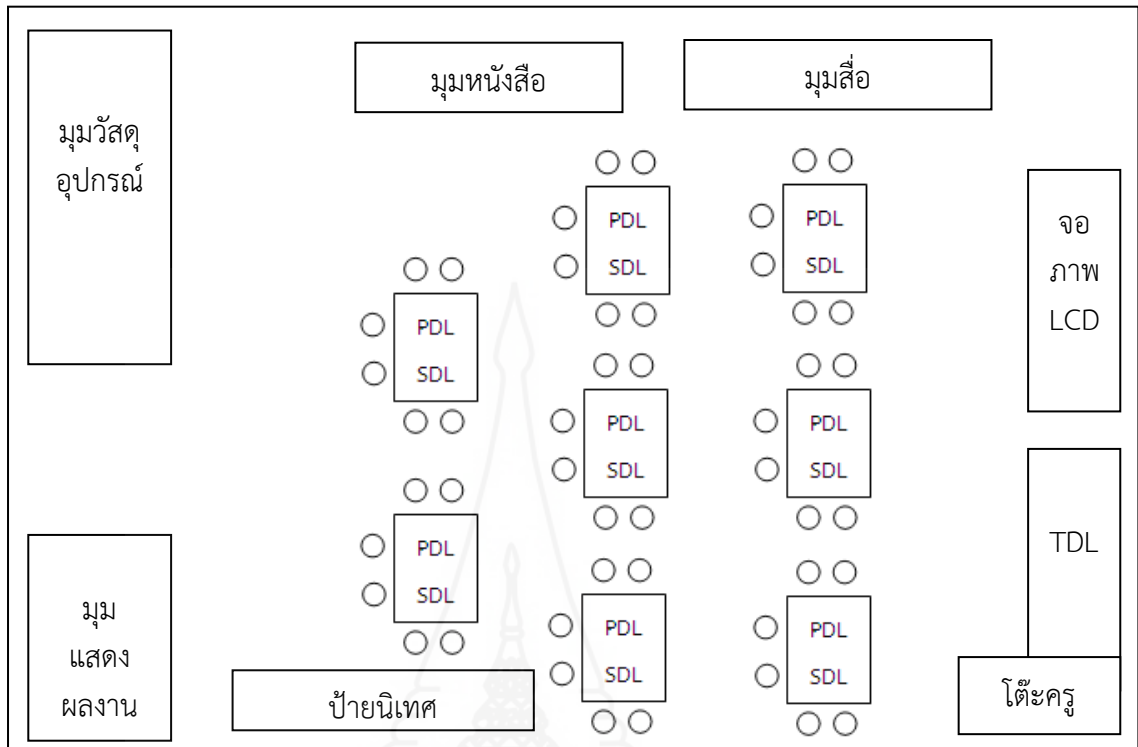 มุมหนังสือ
มุมสื่อ
มุมวัสดุ
อุปกรณ์
PDL
SDL
PDL
SDL
จอ
ภาพ
LCD
PDL
SDL
PDL
SDL
PDL
SDL
TDL
PDL
SDL
มุม
แสดง
ผลงาน
PDL
SDL
PDL
SDL
ป้ายนิเทศ
โต๊ะครู